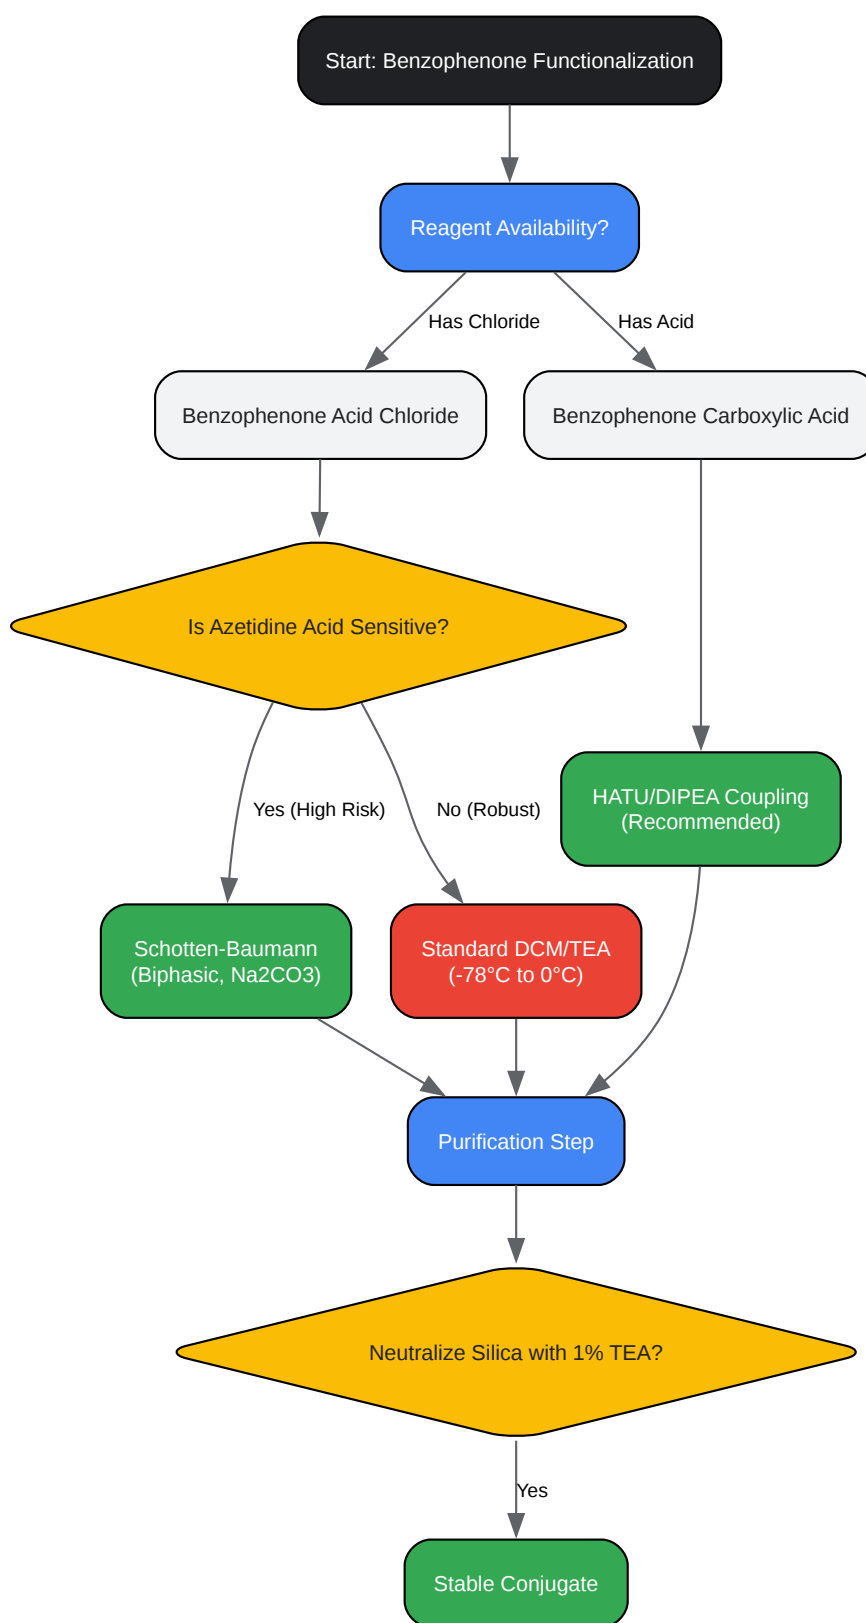 Start: Benzophenone Functionalization
Reagent Availability?
Has Chloride
Has Acid
Benzophenone Acid Chloride
Benzophenone Carboxylic Acid
Is Azetidine Acid Sensitive?
HATU/DIPEA Coupling
(Recommended)
Yes (High Risk)
No (Robust)
Schotten-Baumann
(Biphasic, Na2CO3)
Standard DCM/TEA
(-78°C to 0°C)
Purification Step
Neutralize Silica with 1% TEA?
Yes
Stable Conjugate